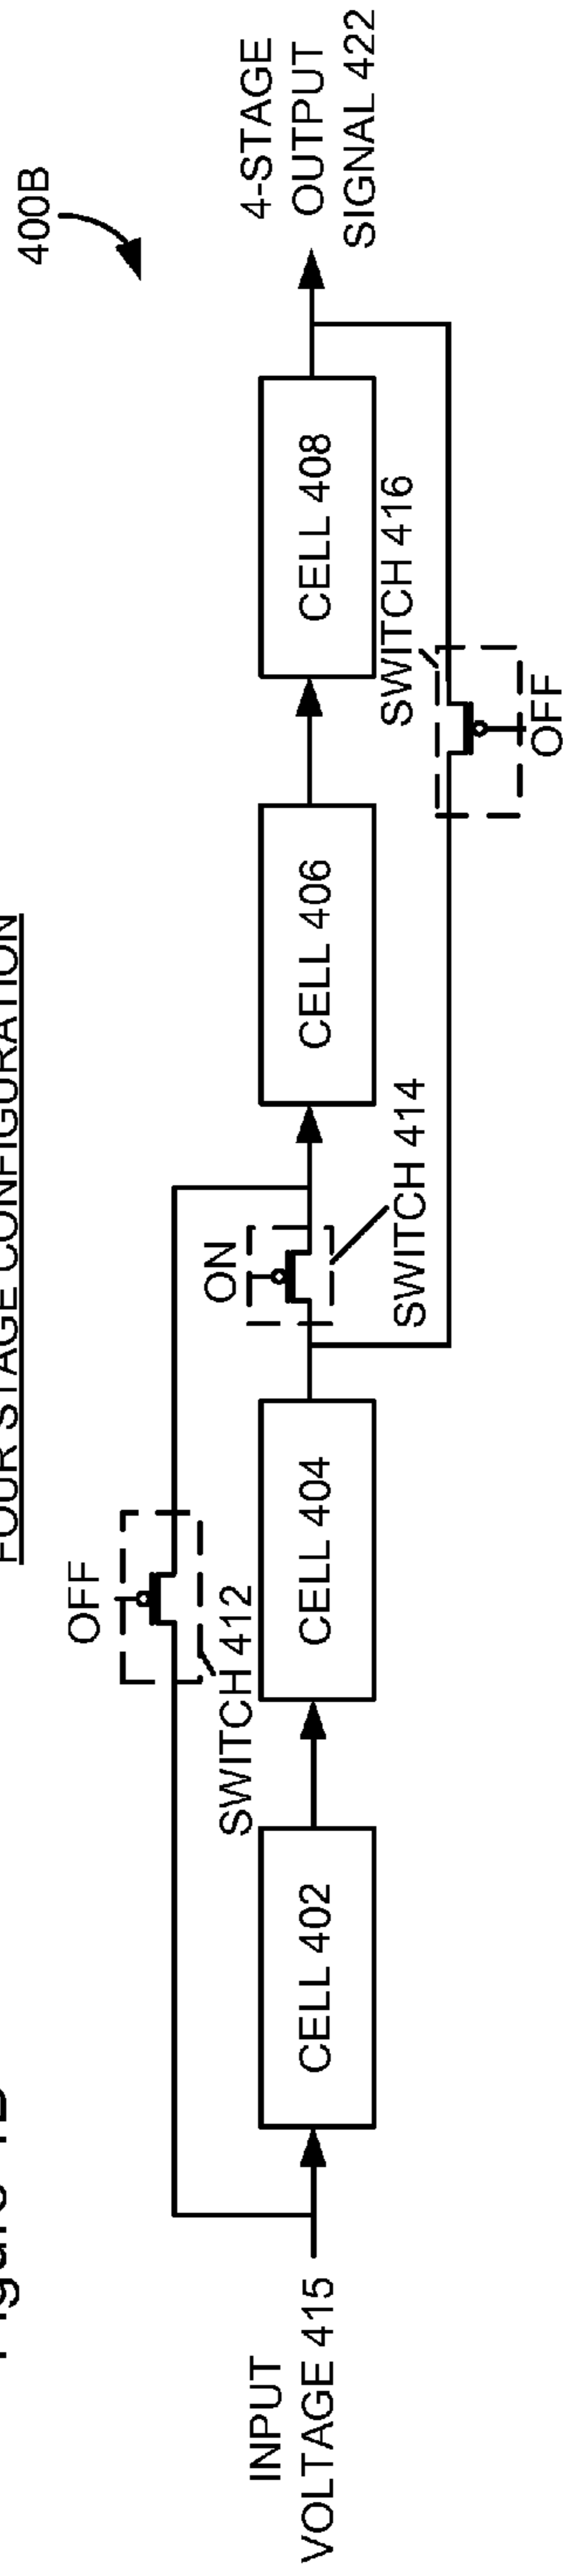 FOUR STAGE CONFIGURATION
400B
OFF
SWITCH 412
ON
SWITCH 414
INPUT
VOLTAGE 415
CELL 402
CELL 404
CELL 406
CELL 408
4-STAGE
OUTPUT
SIGNAL 422
SWITCH 416
OFF